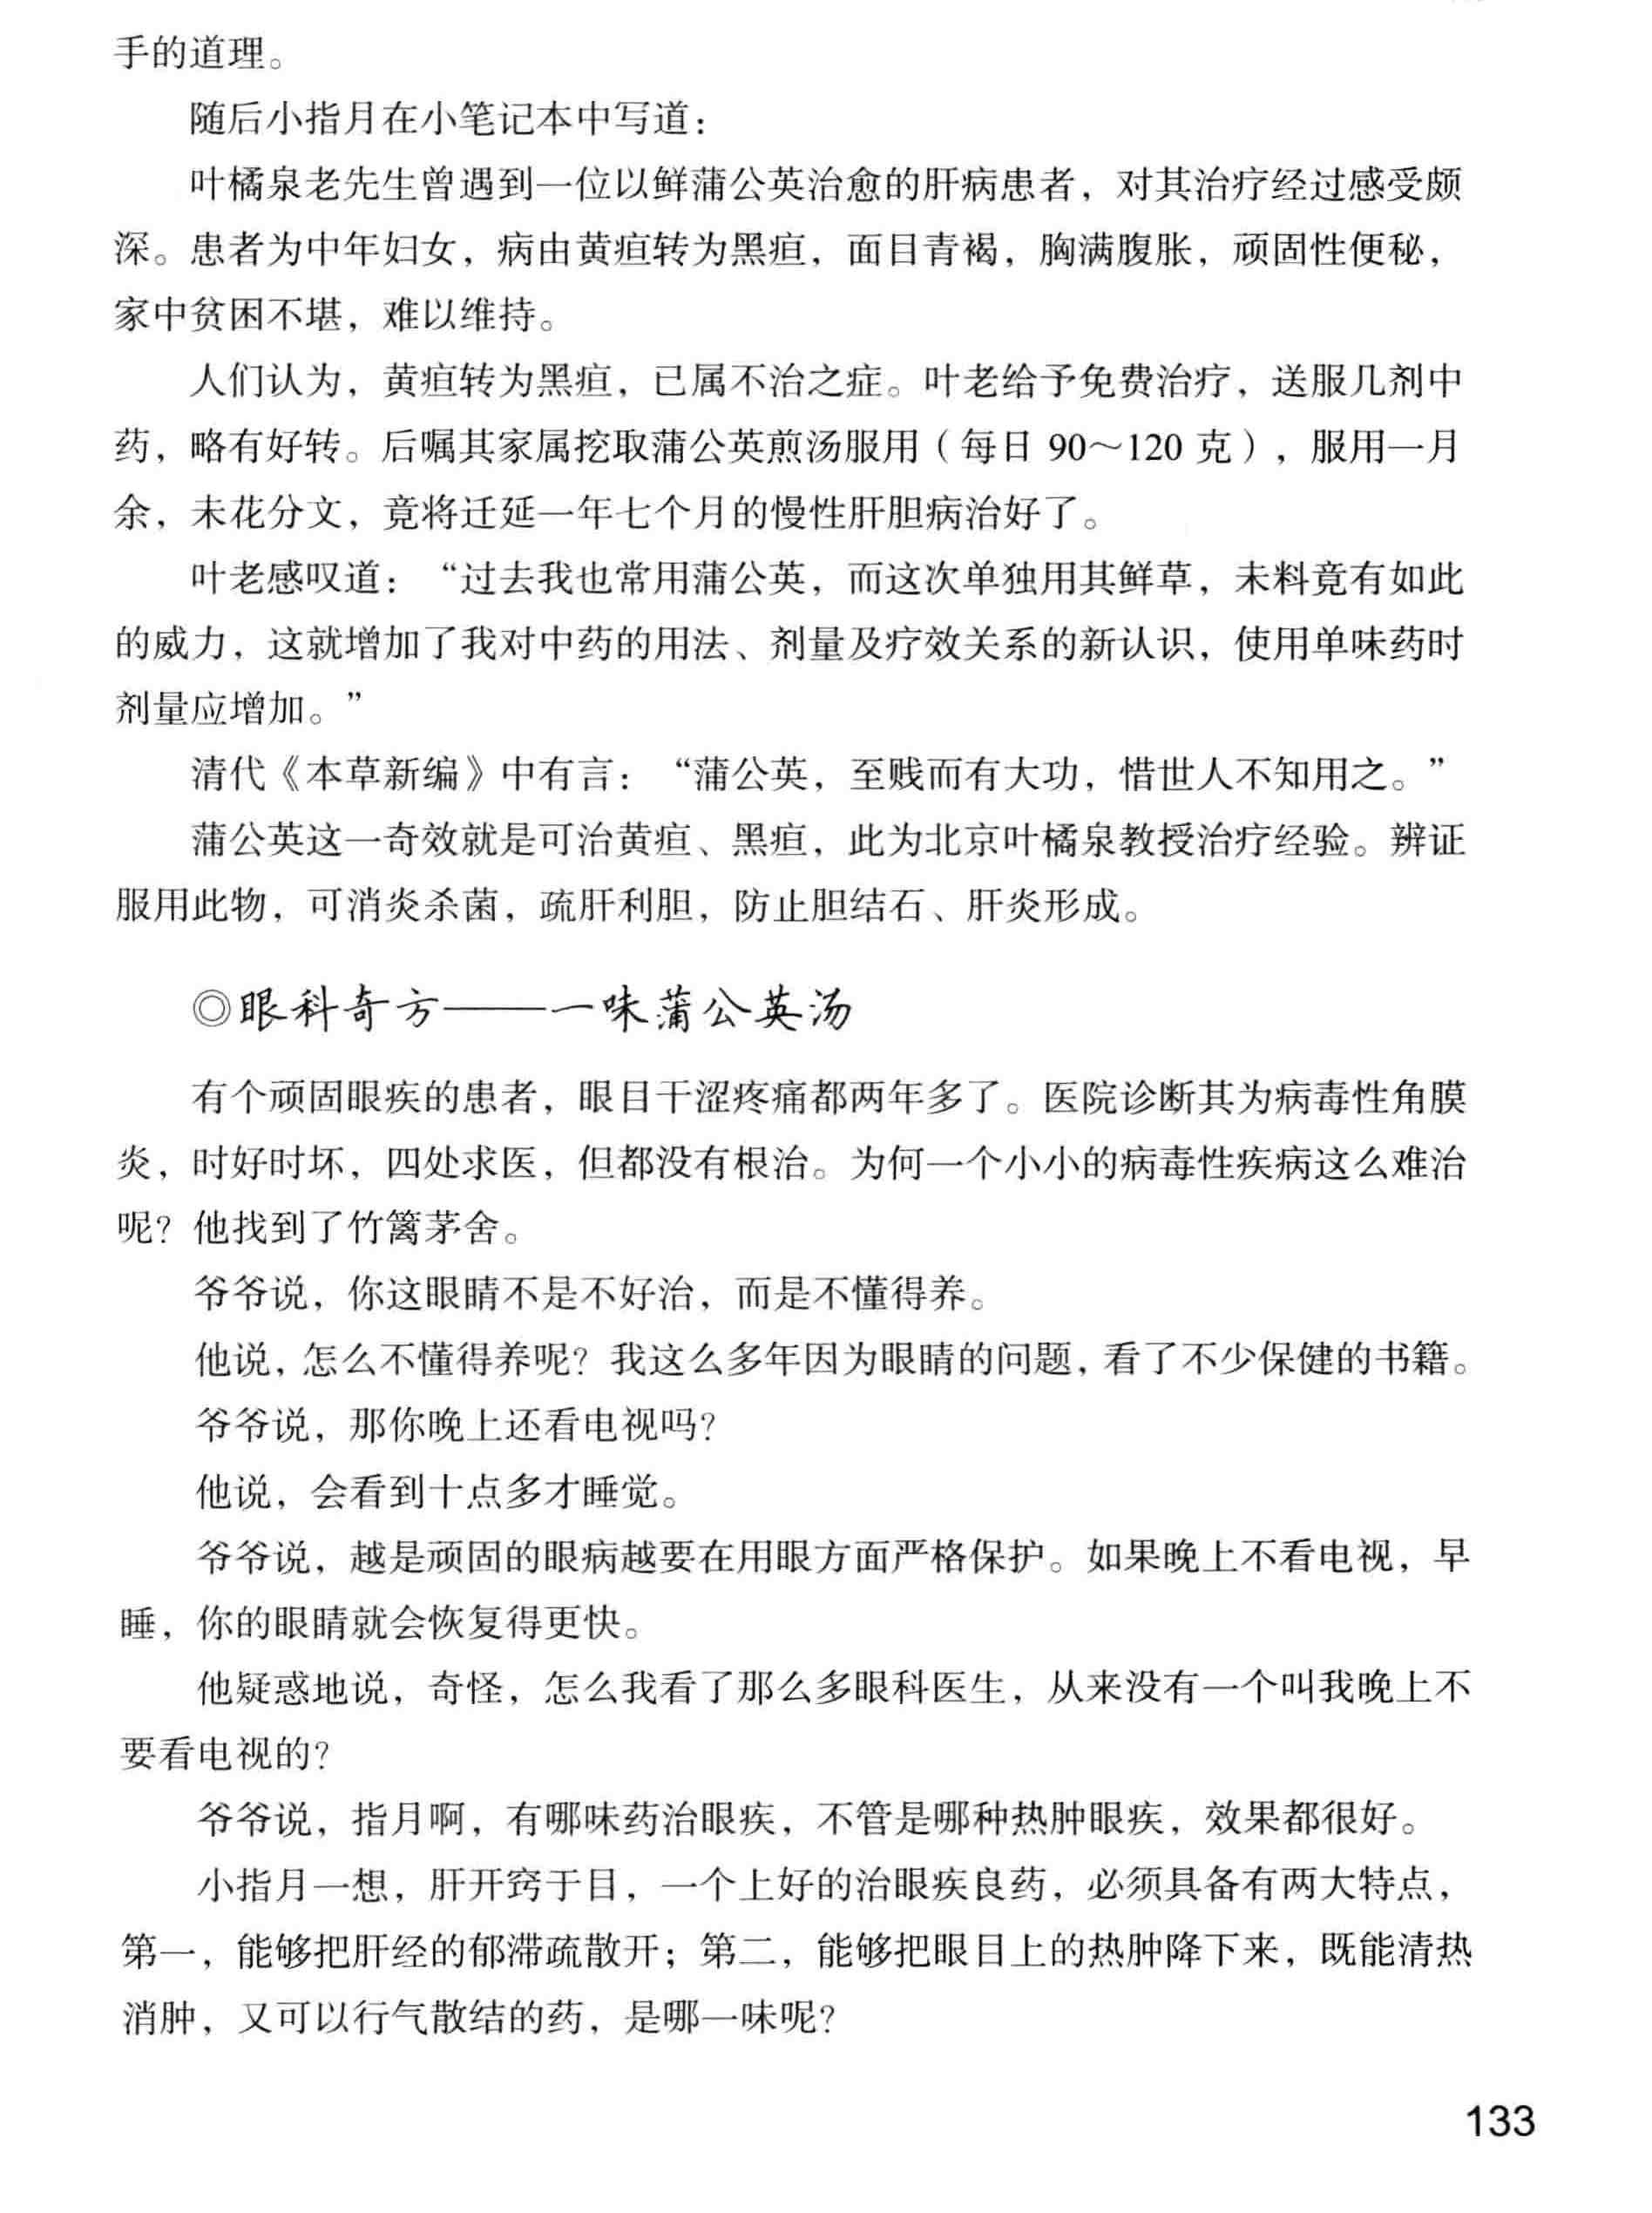 手的道理。
随后小指月在小笔记本中写道：
叶橘泉老先生曾遇到一位以鲜蒲公英治愈的肝病患者，对其治疗经过感受颇
深。患者为中年妇女，病由黄疸转为黑疸，面目青褐，胸满腹胀，顽固性便秘，
家中贫困不堪，难以维持。
人们认为，黄疸转为黑疸，已属不治之症。叶老给予免费治疗，送服几剂中
药，略有好转。后嘱其家属挖取蒲公英煎汤服用（每日 90～120 克），服用一月
余，未花分文，竟将迁延一年七个月的慢性肝胆病治好了。
叶老感叹道：“过去我也常用蒲公英，而这次单独用其鲜草，未料竟有如此
的威力，这就增加了我对中药的用法、剂量及疗效关系的新认识，使用单味药时
剂量应增加。”
清代《本草新编》中有言：“蒲公英，至贱而有大功，惜世人不知用之。”
蒲公英这一奇效就是可治黄疸、黑疸，此为北京叶橘泉教授治疗经验。辨证
服用此物，可消炎杀菌，疏肝利胆，防止胆结石、肝炎形成。
◎眼科奇方——一味蒲公英汤
有个顽固眼疾的患者，眼目干涩疼痛都两年多了。医院诊断其为病毒性角膜
炎，时好时坏，四处求医，但都没有根治。为何一个小小的病毒性疾病这么难治
呢？他找到了竹篱茅舍。
爷爷说，你这眼睛不是不好治，而是不懂得养。
他说，怎么不懂得养呢？我这么多年因为眼睛的问题，看了不少保健的书籍。
爷爷说，那你晚上还看电视吗？
他说，会看到十点多才睡觉。
爷爷说，越是顽固的眼病越要在用眼方面严格保护。如果晚上不看电视，早
睡，你的眼睛就会恢复得更快。
他疑惑地说，奇怪，怎么我看了那么多眼科医生，从来没有一个叫我晚上不
要看电视的？
爷爷说，指月啊，有哪味药治眼疾，不管是哪种热肿眼疾，效果都很好。
小指月一想，肝开窍于目，一个上好的治眼疾良药，必须具备有两大特点，
第一，能够把肝经的郁滞疏散开；第二，能够把眼目上的热肿降下来，既能清热
消肿，又可以行气散结的药，是哪一味呢？
133